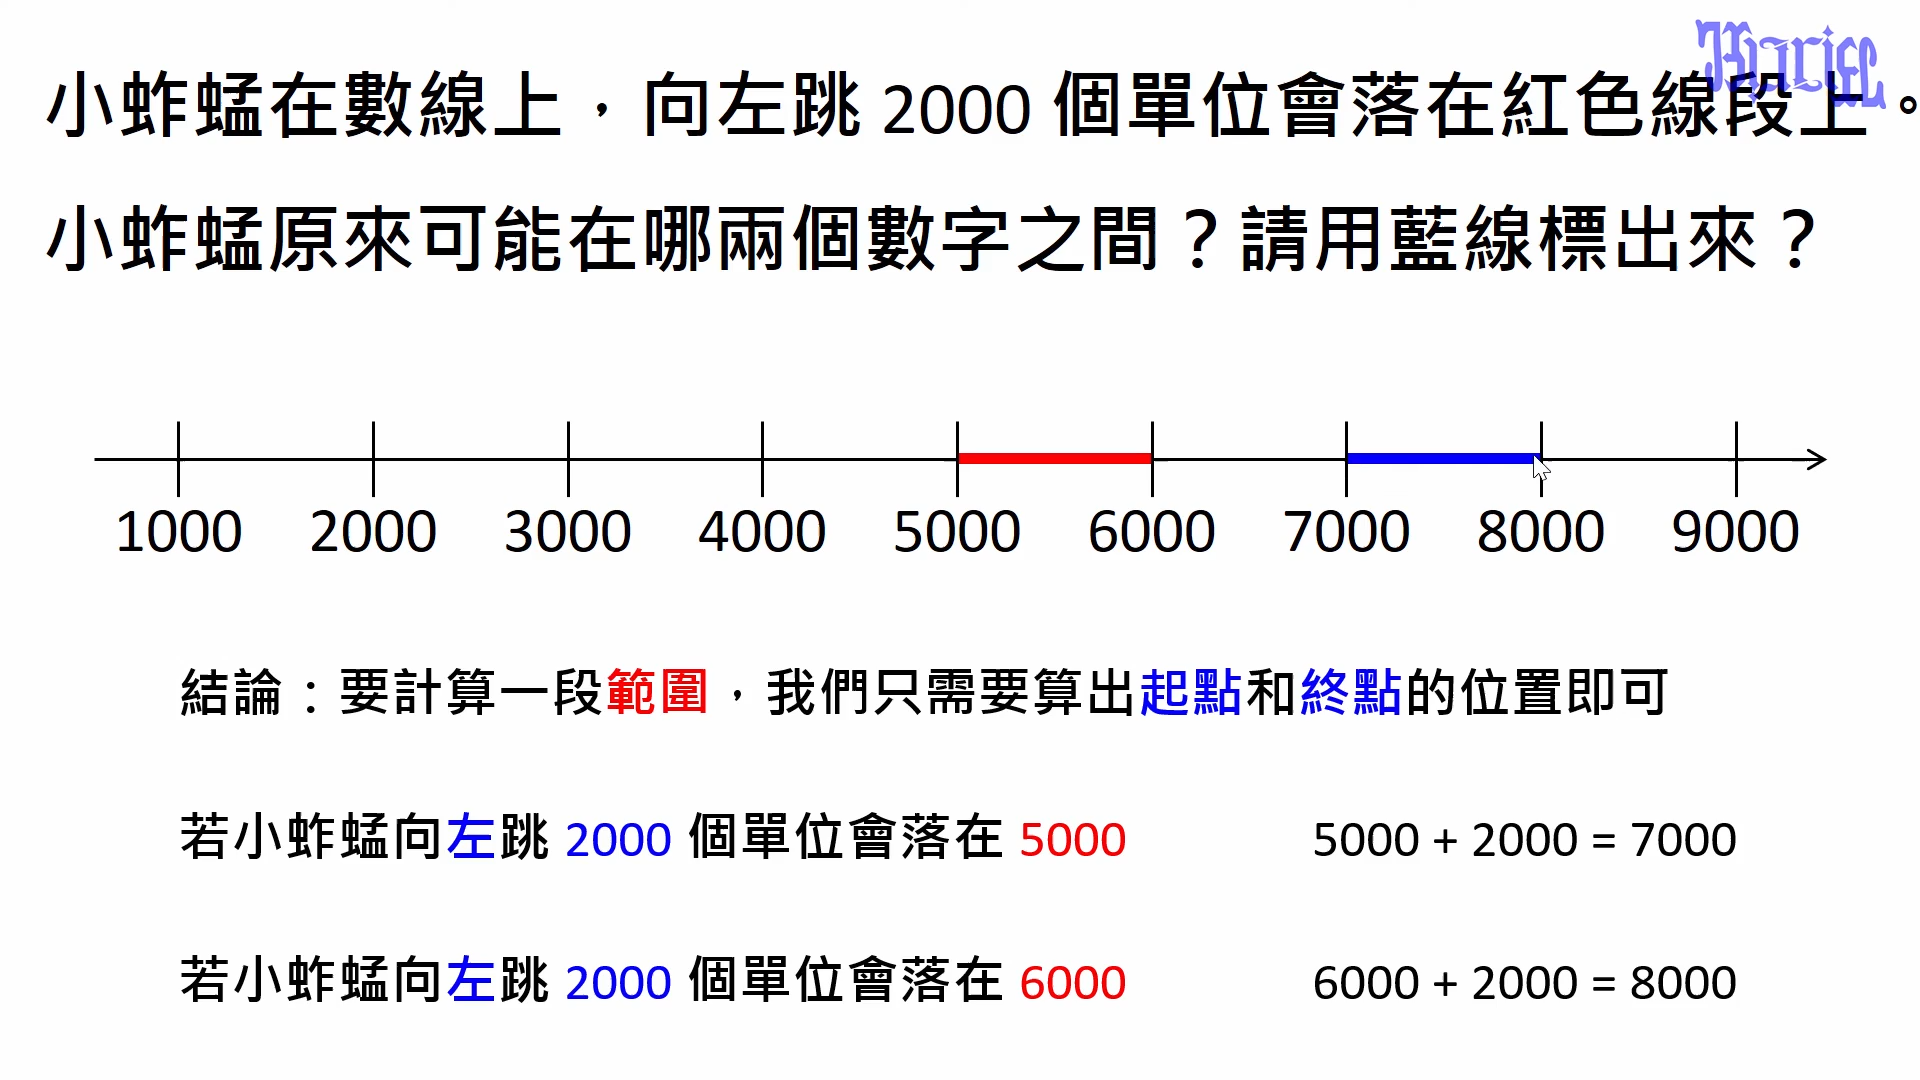 小蚱蜢在數線上，向左跳 2000 個單位會落在紅色線段上。
小蚱蜢原來可能在哪兩個數字之間？請用藍線標出來？
1000 2000 3000 4000 5000 6000 7000 8000 9000
結論：要計算一段範圍，我們只需要算出起點和終點的位置即可
若小蚱蜢向左跳 2000 個單位會落在 5000 5000 + 2000 = 7000
若小蚱蜢向左跳 2000 個單位會落在 6000 6000 + 2000 = 8000